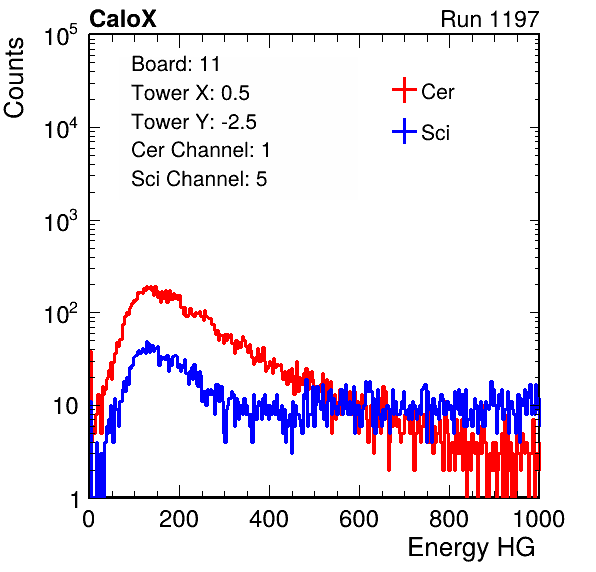 CaloX Run 1197
Counts
Board: 11
Tower X: 0.5
Tower Y: -2.5
Cer Channel: 1
Sci Channel: 5
Cer
Sci
10^5
10^4
10^3
10^2
10
1
0 200 400 600 800 1000
Energy HG